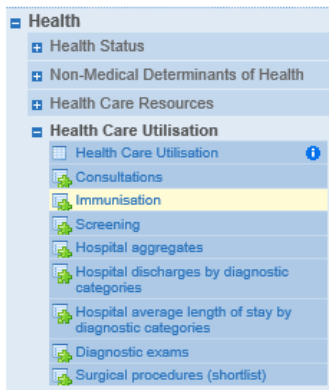 Health
Health Status
Non-Medical Determinants of Health
Health Care Resources
Health Care Utilisation
Health Care Utilisation
Consultations
Immunisation
Screening
Hospital aggregates
Hospital discharges by diagnostic
categories
Hospital average length of stay by
diagnostic categories
Diagnostic exams
Surgical procedures (shortlist)